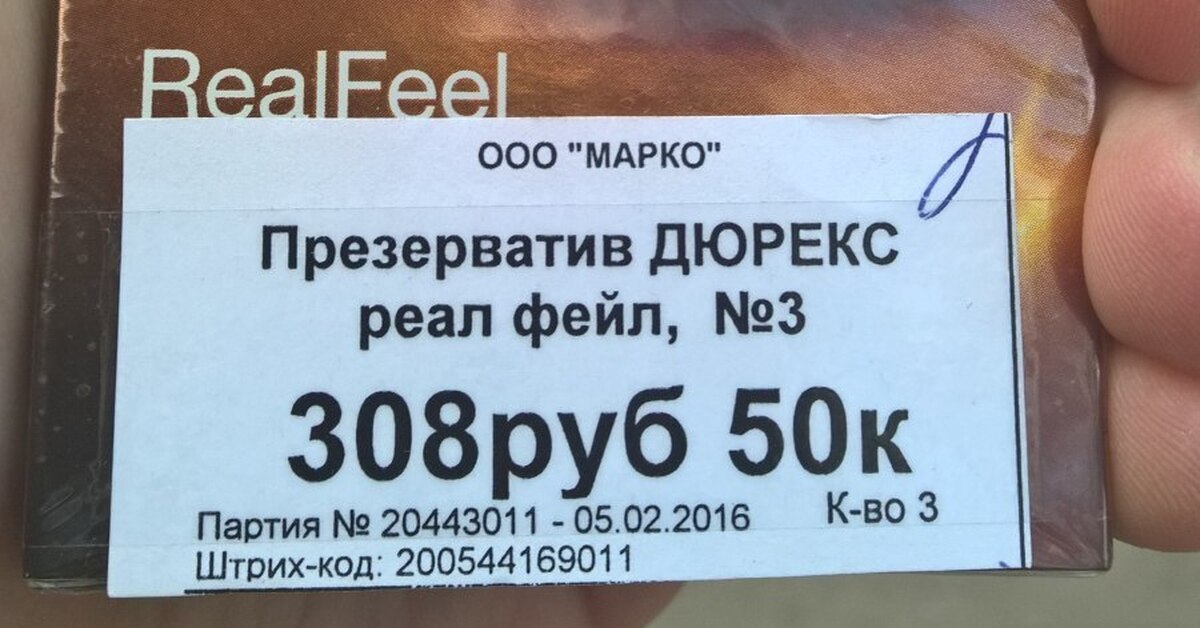 RealFeel
ООО "МАРКО"
Презерватив ДЮРЕКС
реал фейл, №3
308руб 50к
Партия № 20443011 - 05.02.2016 К-во 3
Штрих-код: 200544169011